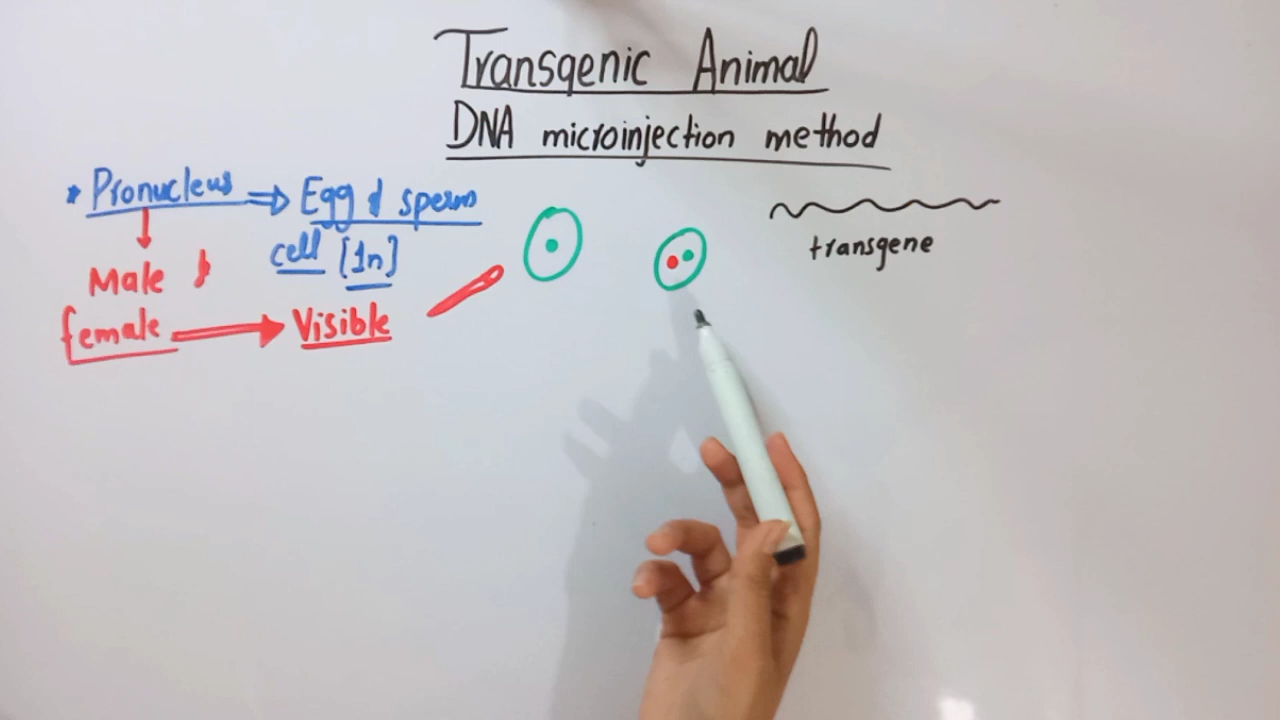 Transgenic Animal
DNA microinjection method
* Pronucleus ⇒ Egg & sperm
cell [1n]
Male &
female → Visible
transgene